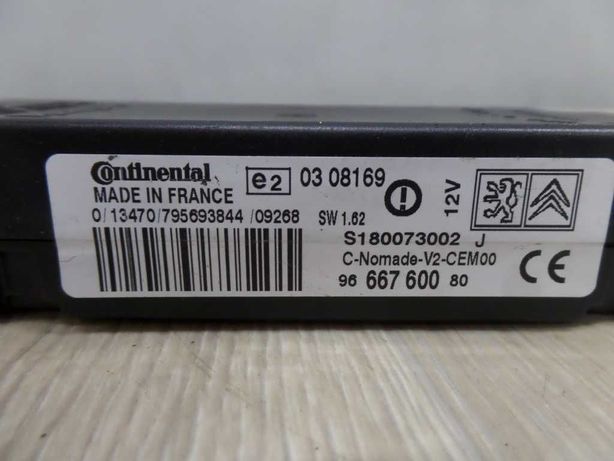 Continental
MADE IN FRANCE
e2 03 08169
12V
0/13470/795693844/09268
SW 1.62
S180073002 J
C-Nomade-V2-CEM00
96 667 600 80
CE